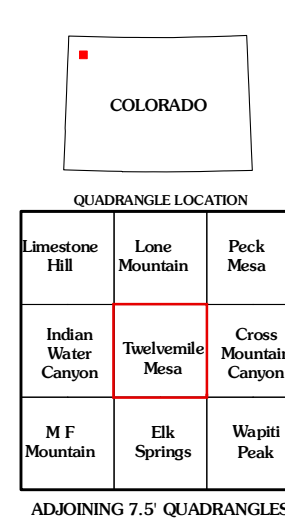 COLORADO
QUADRANGLE LOCATION
Limestone
Hill
Lone
Mountain
Peck
Mesa
Indian
Water
Canyon
Twelvemile
Mesa
Cross
Mountain
Canyon
M F
Mountain
Elk
Springs
Wapiti
Peak
ADJOINING 7.5' QUADRANGLES